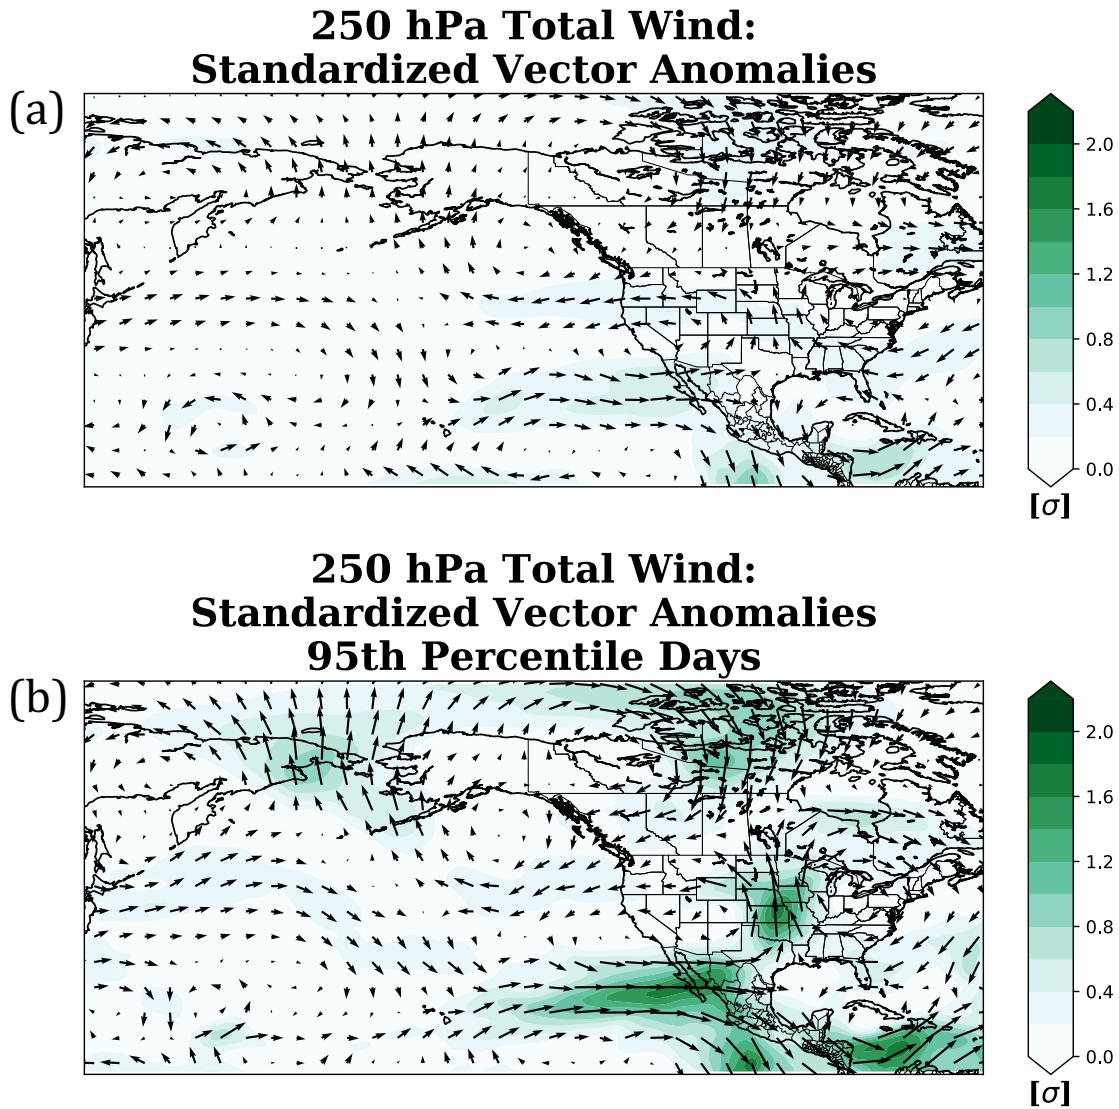 250 hPa Total Wind:
Standardized Vector Anomalies
(a)
2.0
1.6
1.2
0.8
0.4
0.0
[σ]
250 hPa Total Wind:
Standardized Vector Anomalies
95th Percentile Days
(b)
2.0
1.6
1.2
0.8
0.4
0.0
[σ]